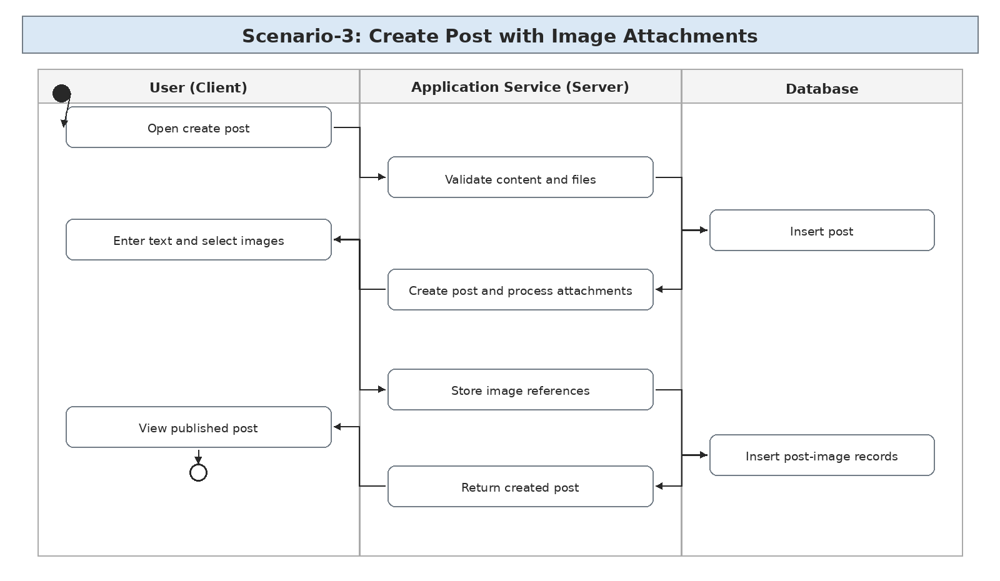 Scenario-3: Create Post with Image Attachments
User (Client)
Application Service (Server)
Database
Open create post
Validate content and files
Insert post
Enter text and select images
Create post and process attachments
Store image references
View published post
Insert post-image records
Return created post